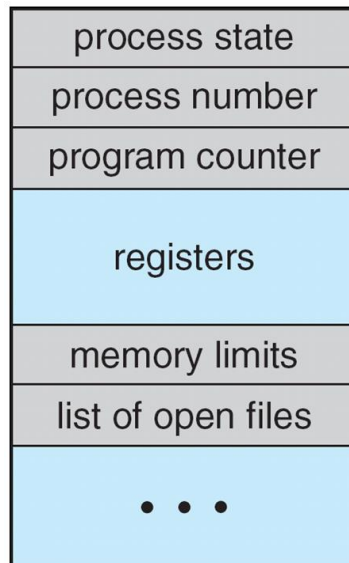 process state
process number
program counter
registers
memory limits
list of open files
• • •